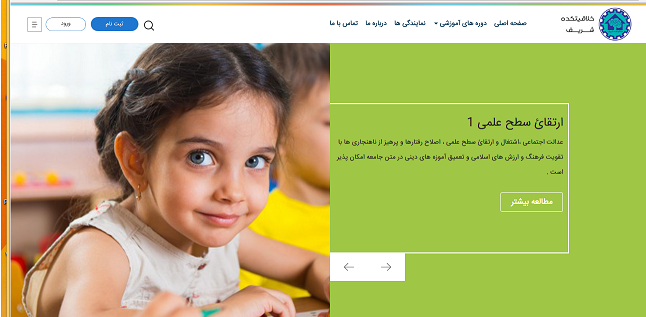 خلاقیتکده
شــریــف
صفحه اصلی
دوره های آموزشی
نمایندگی ها
درباره ما
تماس با ما
ثبت نام
ورود
ارتقائ سطح علمی 1
عدالت اجتماعی ،اشتغال و ارتقائ سطح علمی ، اصلاح رفتارها و پرهیز از ناهنجاری ها با
تقویت فرهنگ و ارزش های اسلامی و تعمیق آموزه های دینی در متن جامعه امکان پذیر
است .
مطالعه بیشتر